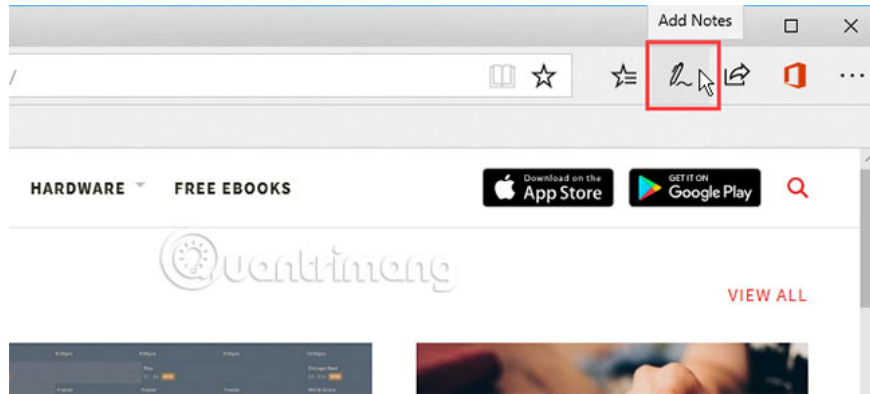 Add Notes
/
HARDWARE FREE EBOOKS
Download on the
App Store
GET IT ON
Google Play
Quantrimang
VIEW ALL